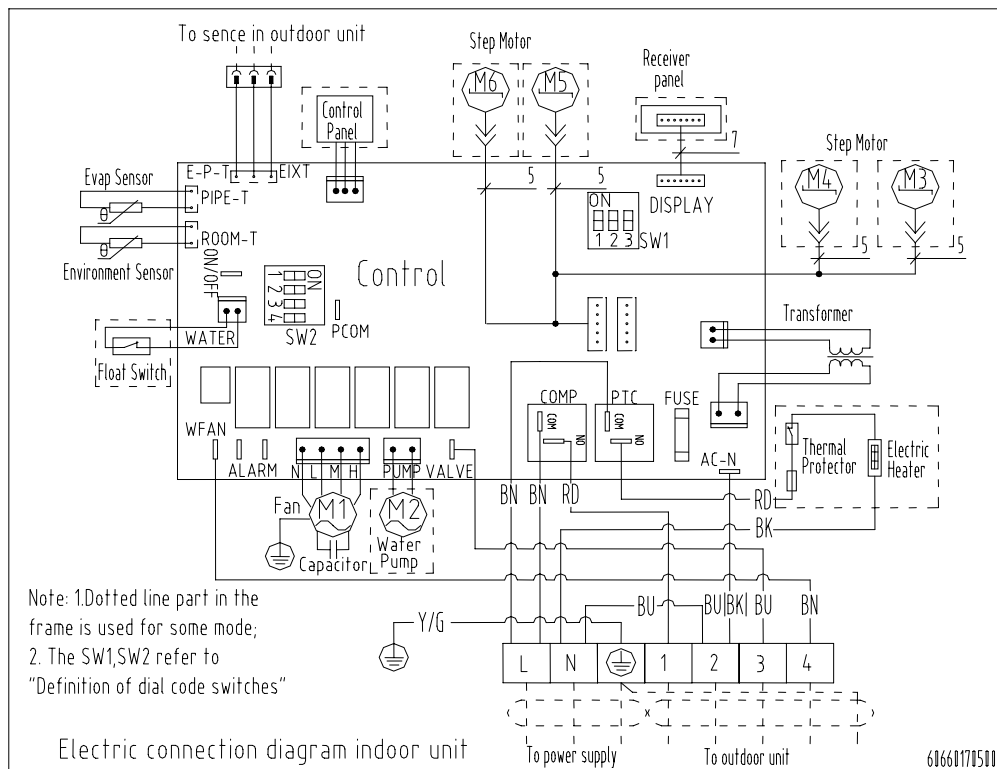 To sence in outdoor unit
Step Motor
M6
M5
Receiver
panel
7
Control
Panel
Step Motor
M4
M3
5
5
5
5
E-P-T
EIXT
Evap Sensor
θ
PIPE-T
ROOM-T
θ
Environment Sensor
ON/OFF
ON
1 2 3
SW1
DISPLAY
1
2
3
4
ON
SW2
PCOM
Control
WATER
Float Switch
Transformer
COMP
PTC
FUSE
COM
NO
COM
NO
WFAN
ALARM
N L M H
PUMP
VALVE
AC-N
Thermal
Protector
Electric
Heater
Fan
M1
M2
Capacitor
Water
Pump
BN
BN
RD
RD
BK
BU
BU(BK)
BU
BN
Y/G
Note: 1.Dotted line part in the
frame is used for some mode;
2. The SW1,SW2 refer to
"Definition of dial code switches"
L N 1 2 3 4
To power supply
To outdoor unit
Electric connection diagram indoor unit
60660170500